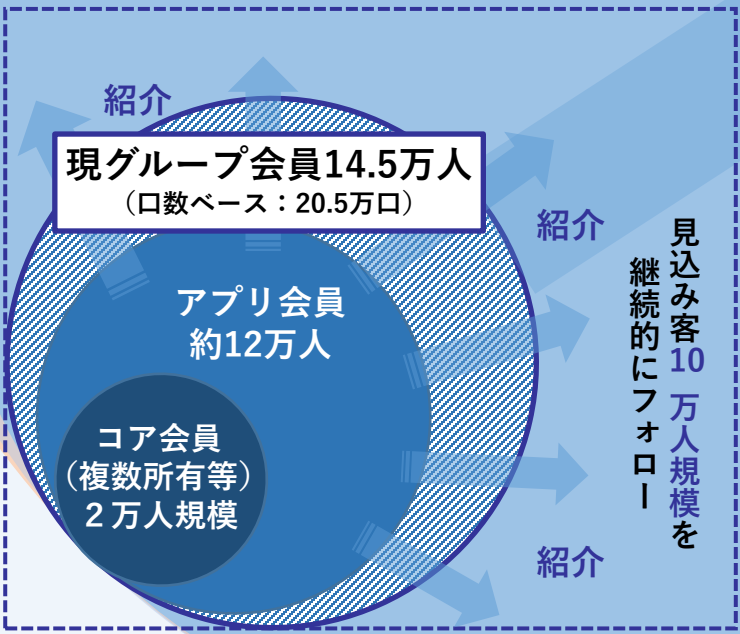 紹介
現グループ会員14.5万人
（口数ベース：20.5万口）
紹介
アプリ会員
約12万人
見込み客10万人規模を
継続的にフォロー
コア会員
（複数所有等）
２万人規模
紹介